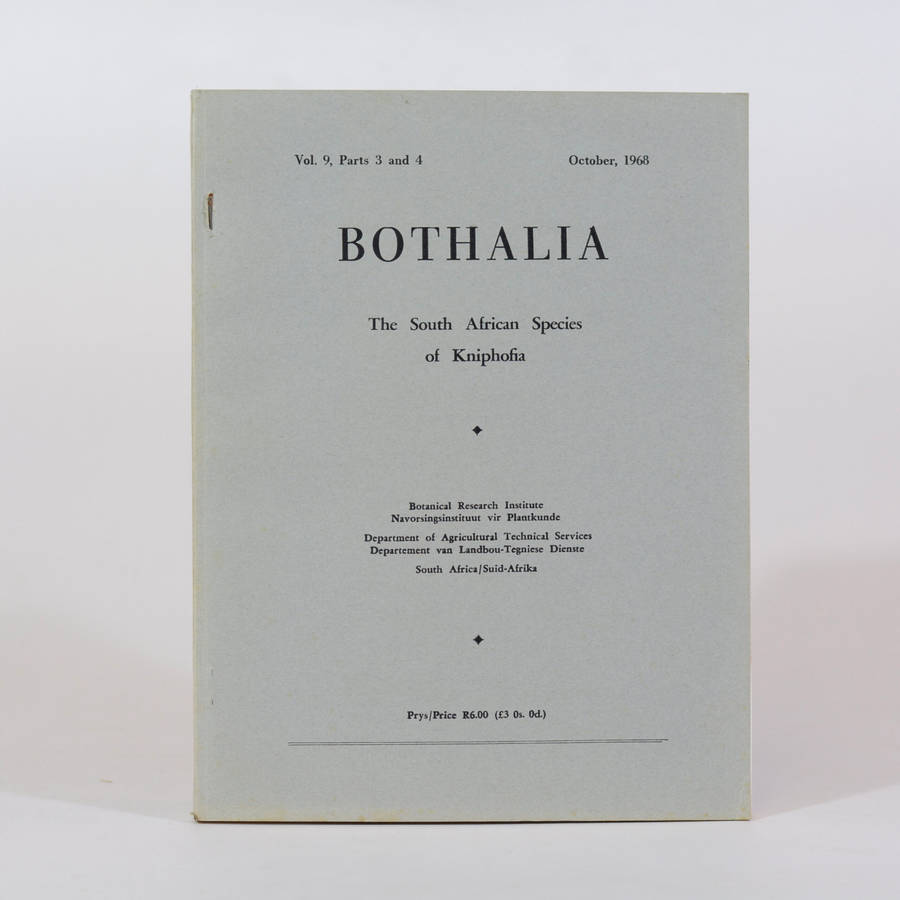 Vol. 9, Parts 3 and 4 October, 1968
BOTHALIA
The South African Species
of Kniphofia
Botanical Research Institute
Navorsingsinstituut vir Plantkunde
Department of Agricultural Technical Services
Departement van Landbou-Tegniese Dienste
South Africa/Suid-Afrika
Prys/Price R6.00 (£3 0s. 0d.)